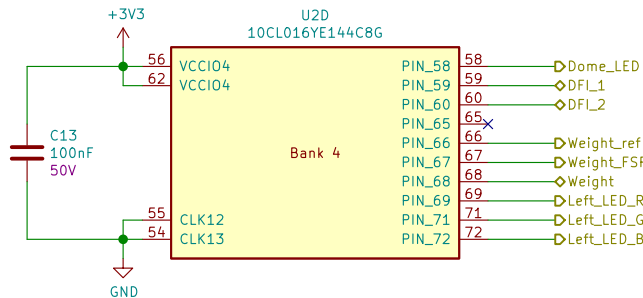 U2D
10CL016YE144C8G
+3V3
56 VCCIO4 PIN_58 58 Dome_LED
62 VCCIO4 PIN_59 59 DFI_1
PIN_60 60 DFI_2
PIN_65 65
C13
100nF
50V
Bank 4
PIN_66 66 Weight_ref
PIN_67 67 Weight_FSR
PIN_68 68 Weight
PIN_69 69 Left_LED_R
55 CLK12 PIN_71 71 Left_LED_G
54 CLK13 PIN_72 72 Left_LED_B
GND